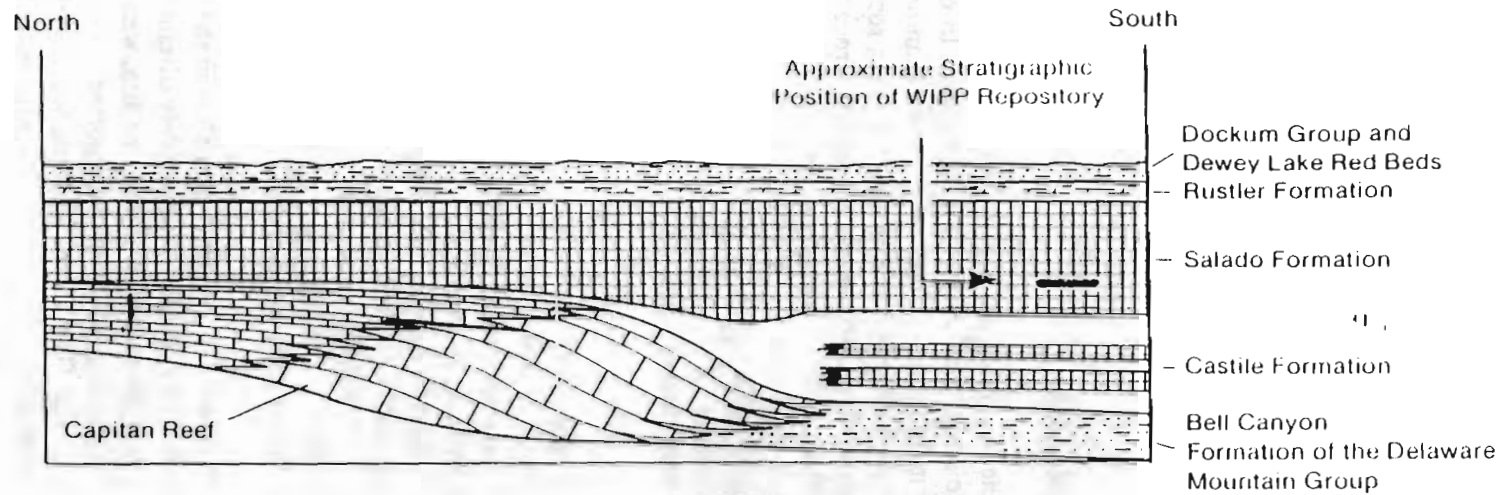 North
South
Approximate Stratigraphic
Position of WIPP Repository
Dockum Group and
Dewey Lake Red Beds
Rustler Formation
Salado Formation
Castile Formation
Capitan Reef
Bell Canyon
Formation of the Delaware
Mountain Group